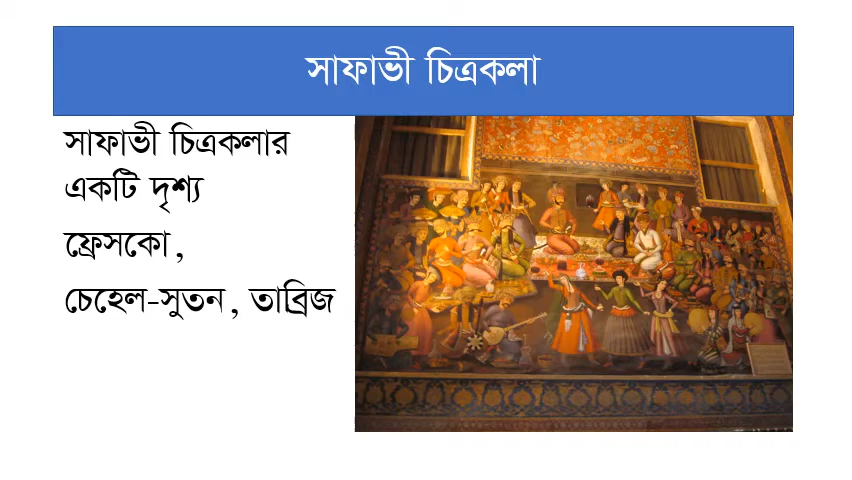 সাফাভী চিত্রকলা
সাফাভী চিত্রকলার
একটি দৃশ্য
ফ্রেসকো,
চেহেল-সুতন, তাব্রিজ